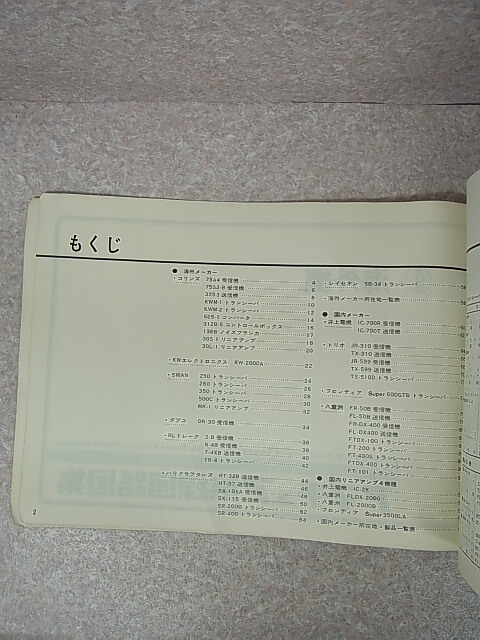 もくじ
● 海外メーカー
・コリンズ 75A4 受信機 4
75S3-B 受信機 6
32S3 送信機 8
KWM-1 トランシーバ 10
KWM-2 トランシーバ 12
62S-1 コンバータ 14
312B-5 コントロールボックス 16
136B ノイズブランカ 17
30S-1 リニアアンプ 18
30L-1 リニアアンプ 20
・KWエレクトロニクス KW-2000A 22
・SWAN 250 トランシーバ 24
260 トランシーバ 26
350 トランシーバ 28
500C トランシーバ 30
MK-1 リニアアンプ 32
・ダブコ DR-30 受信機 34
・RLドレーク 2-B 受信機 36
R-4B 受信機 38
T-4XB 送信機 40
TR-4 トランシーバ 42
・ハリクラフターズ HT-32B 送信機 44
HT-37 送信機 46
SX-101A 受信機 48
SX-115 受信機 50
SR-2000 トランシーバ 52
SR-400 トランシーバ 54
・レイセオン SB-34 トランシーバ
・海外メーカー所在地一覧表
● 国内メーカー
・井上電機 IC-700R 受信機
IC-700T 送信機
・トリオ JR-310 受信機
TX-310 送信機
JR-599 受信機
TX-599 送信機
TS-510D トランシーバ
・フロンティア Super 600GTB トランシーバ
・八重洲 FR-50B 受信機
FL-50B 送信機
FR-DX-400 受信機
FL-DX400 送信機
FTDX-100 トランシーバ
FT-200 トランシーバ
FT-400S トランシーバ
FTDX-400 トランシーバ
FT-101 トランシーバ
● 国内リニアアンプ4機種
・井上電機 IC-2K
・八重洲 FLDX-2000
・八重洲 FL-2000B
・フロンティア Super3500LA
・国内メーカー所在地・製品一覧表
2